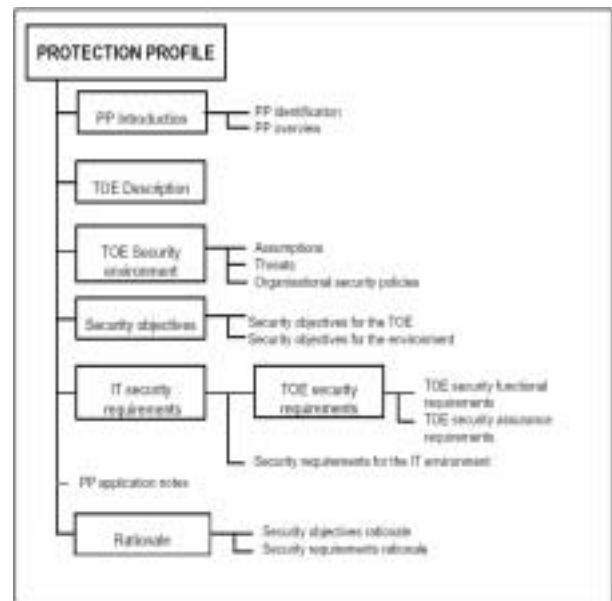 PROTECTION PROFILE
PP Introduction
PP identification
PP overview
TOE Description
TOE Security
environment
Assumptions
Threats
Organisational security policies
Security objectives
Security objectives for the TOE
Security objectives for the environment
IT security
requirements
TOE security
requirements
TOE security functional
requirements
TOE security assurance
requirements
Security requirements for the IT environment
PP application notes
Rationale
Security objectives rationale
Security requirements rationale